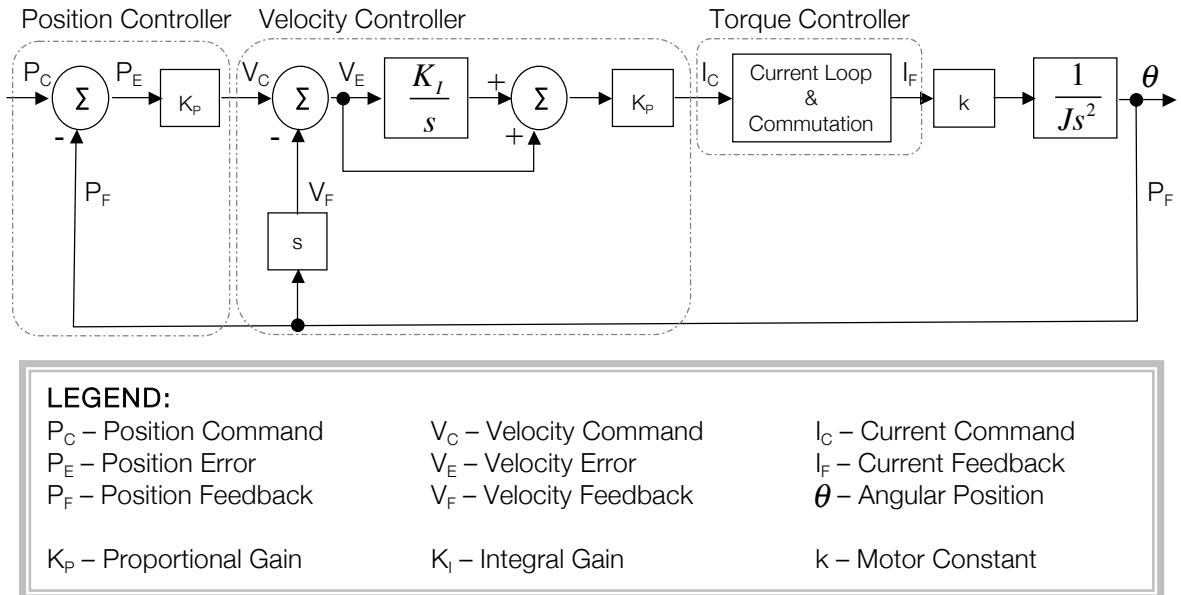 Position Controller Velocity Controller Torque Controller
P_C P_E V_C V_E I_C I_F θ
Σ K_P Σ K_I/s + Σ K_P Current Loop & Commutation k 1/Js²
- - +
P_F V_F P_F
s
LEGEND:
P_C – Position Command V_C – Velocity Command I_C – Current Command
P_E – Position Error V_E – Velocity Error I_F – Current Feedback
P_F – Position Feedback V_F – Velocity Feedback θ – Angular Position
K_P – Proportional Gain K_I – Integral Gain k – Motor Constant